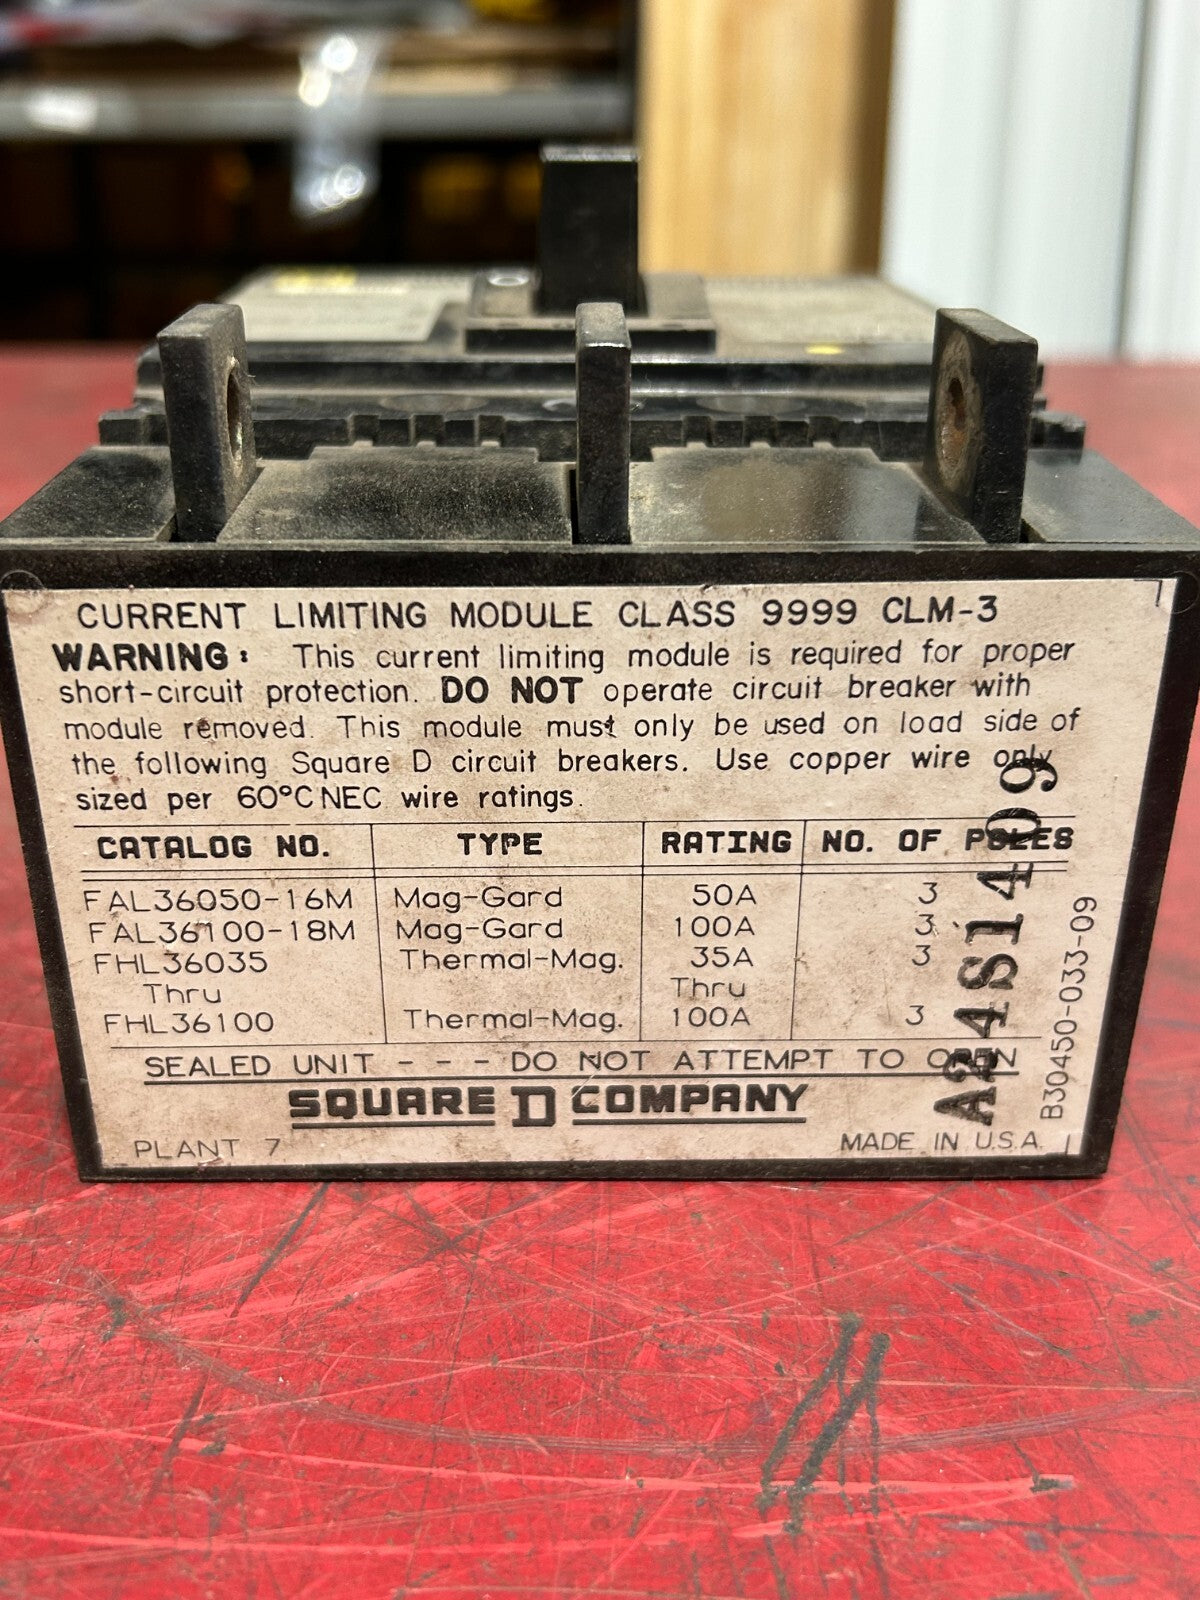 CURRENT LIMITING MODULE CLASS 9999 CLM-3
WARNING: This current limiting module is required for proper
short-circuit protection. DO NOT operate circuit breaker with
module removed. This module must only be used on load side of
the following Square D circuit breakers. Use copper wire only
sized per 60°C NEC wire ratings.
CATALOG NO. TYPE RATING NO. OF POLES
FAL36050-16M Mag-Gard 50A 3
FAL36100-18M Mag-Gard 100A 3
FHL36035 Thermal-Mag. 35A 3
Thru Thru
FHL36100 Thermal-Mag. 100A 3
SEALED UNIT - - - DO NOT ATTEMPT TO OPEN
SQUARE D COMPANY
PLANT 7 MADE IN U.S.A.
B30450-033-09